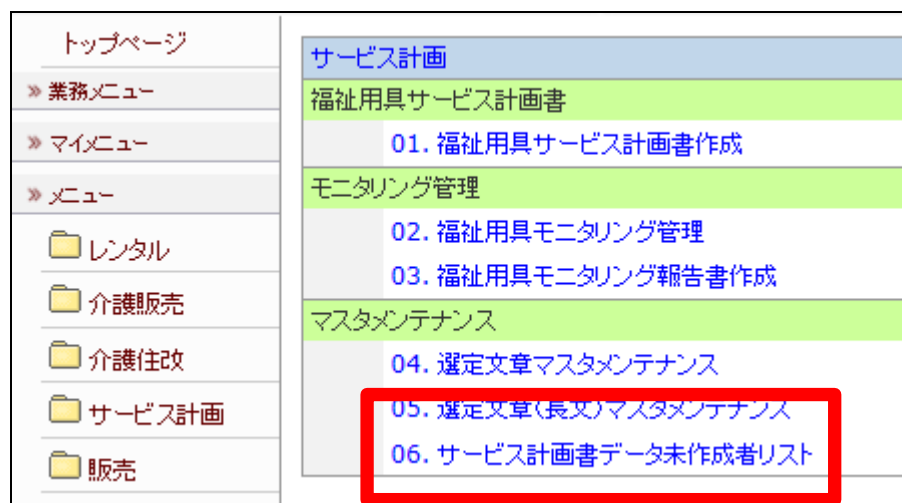 トップページ
» 業務メニュー
» マイメニュー
» メニュー
レンタル
介護販売
介護住改
サービス計画
販売
サービス計画
福祉用具サービス計画書
01. 福祉用具サービス計画書作成
モニタリング管理
02. 福祉用具モニタリング管理
03. 福祉用具モニタリング報告書作成
マスタメンテナンス
04. 選定文章マスタメンテナンス
05. 選定文章(長文)マスタメンテナンス
06. サービス計画書データ未作成者リスト